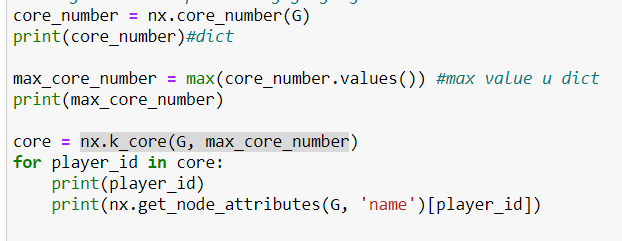 core_number = nx.core_number(G)
print(core_number)#dict
max_core_number = max(core_number.values()) #max value u dict
print(max_core_number)
core = nx.k_core(G, max_core_number)
for player_id in core:
    print(player_id)
    print(nx.get_node_attributes(G, 'name')[player_id])